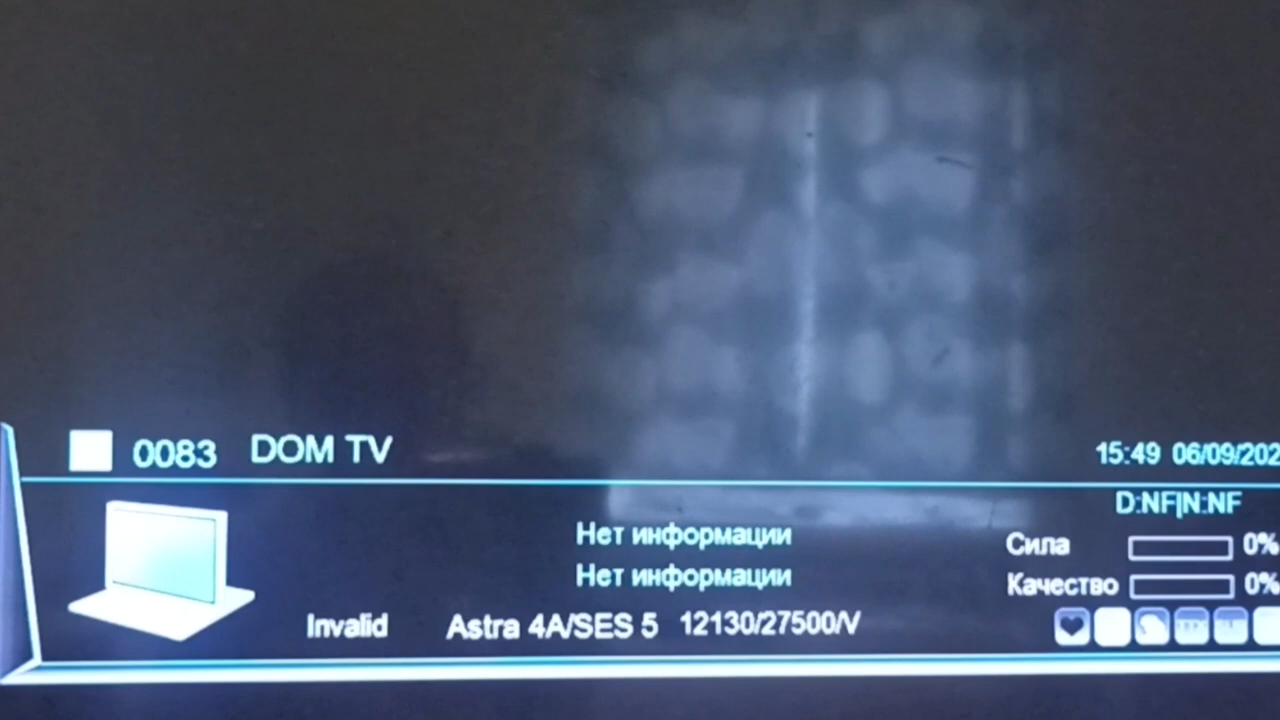 0083 DOM TV 15:49 06/09/202
D:NF|N:NF
Нет информации
Сила 0%
Нет информации
Качество 0%
Invalid Astra 4A/SES 5 12130/27500/V